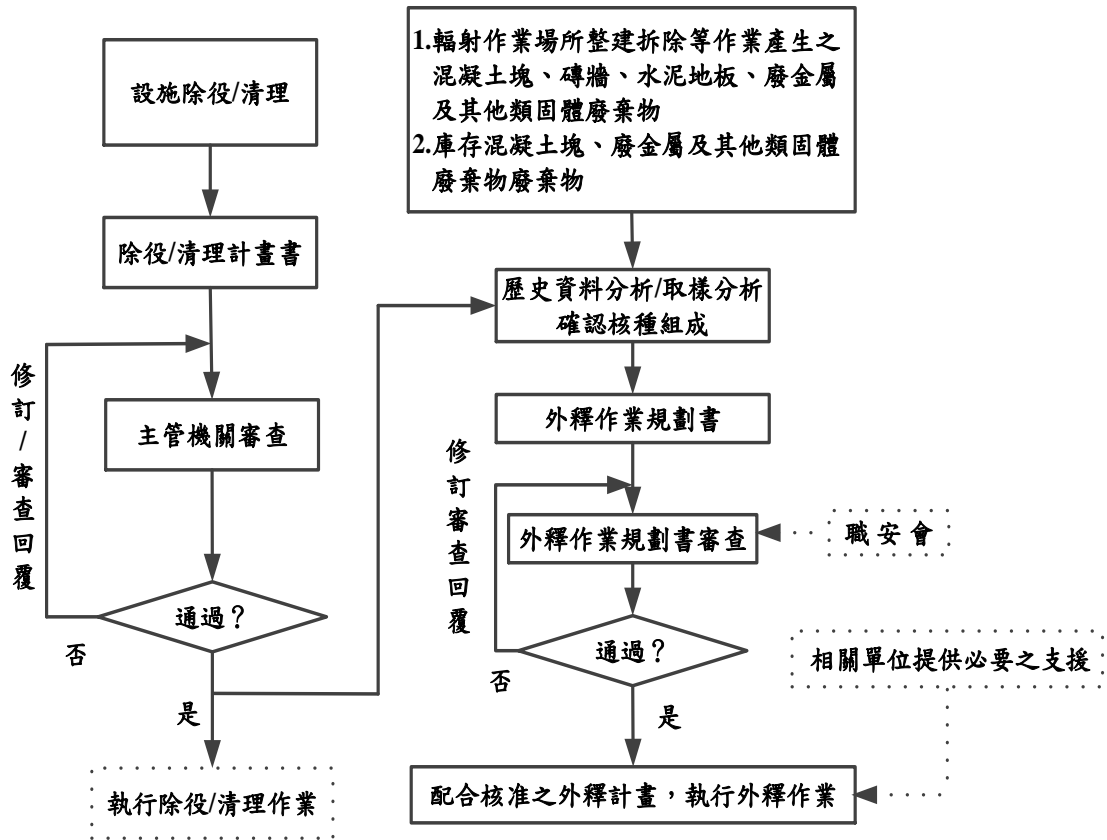 設施除役/清理
除役/清理計畫書
修訂/審查回覆
主管機關審查
通過？
否
是
執行除役/清理作業
1.輻射作業場所整建拆除等作業產生之
混凝土塊、磚牆、水泥地板、廢金屬
及其他類固體廢棄物
2.庫存混凝土塊、廢金屬及其他類固體
廢棄物廢棄物
歷史資料分析/取樣分析
確認核種組成
外釋作業規劃書
修訂審查回覆
外釋作業規劃書審查
職安會
通過？
否
是
相關單位提供必要之支援
配合核准之外釋計畫，執行外釋作業